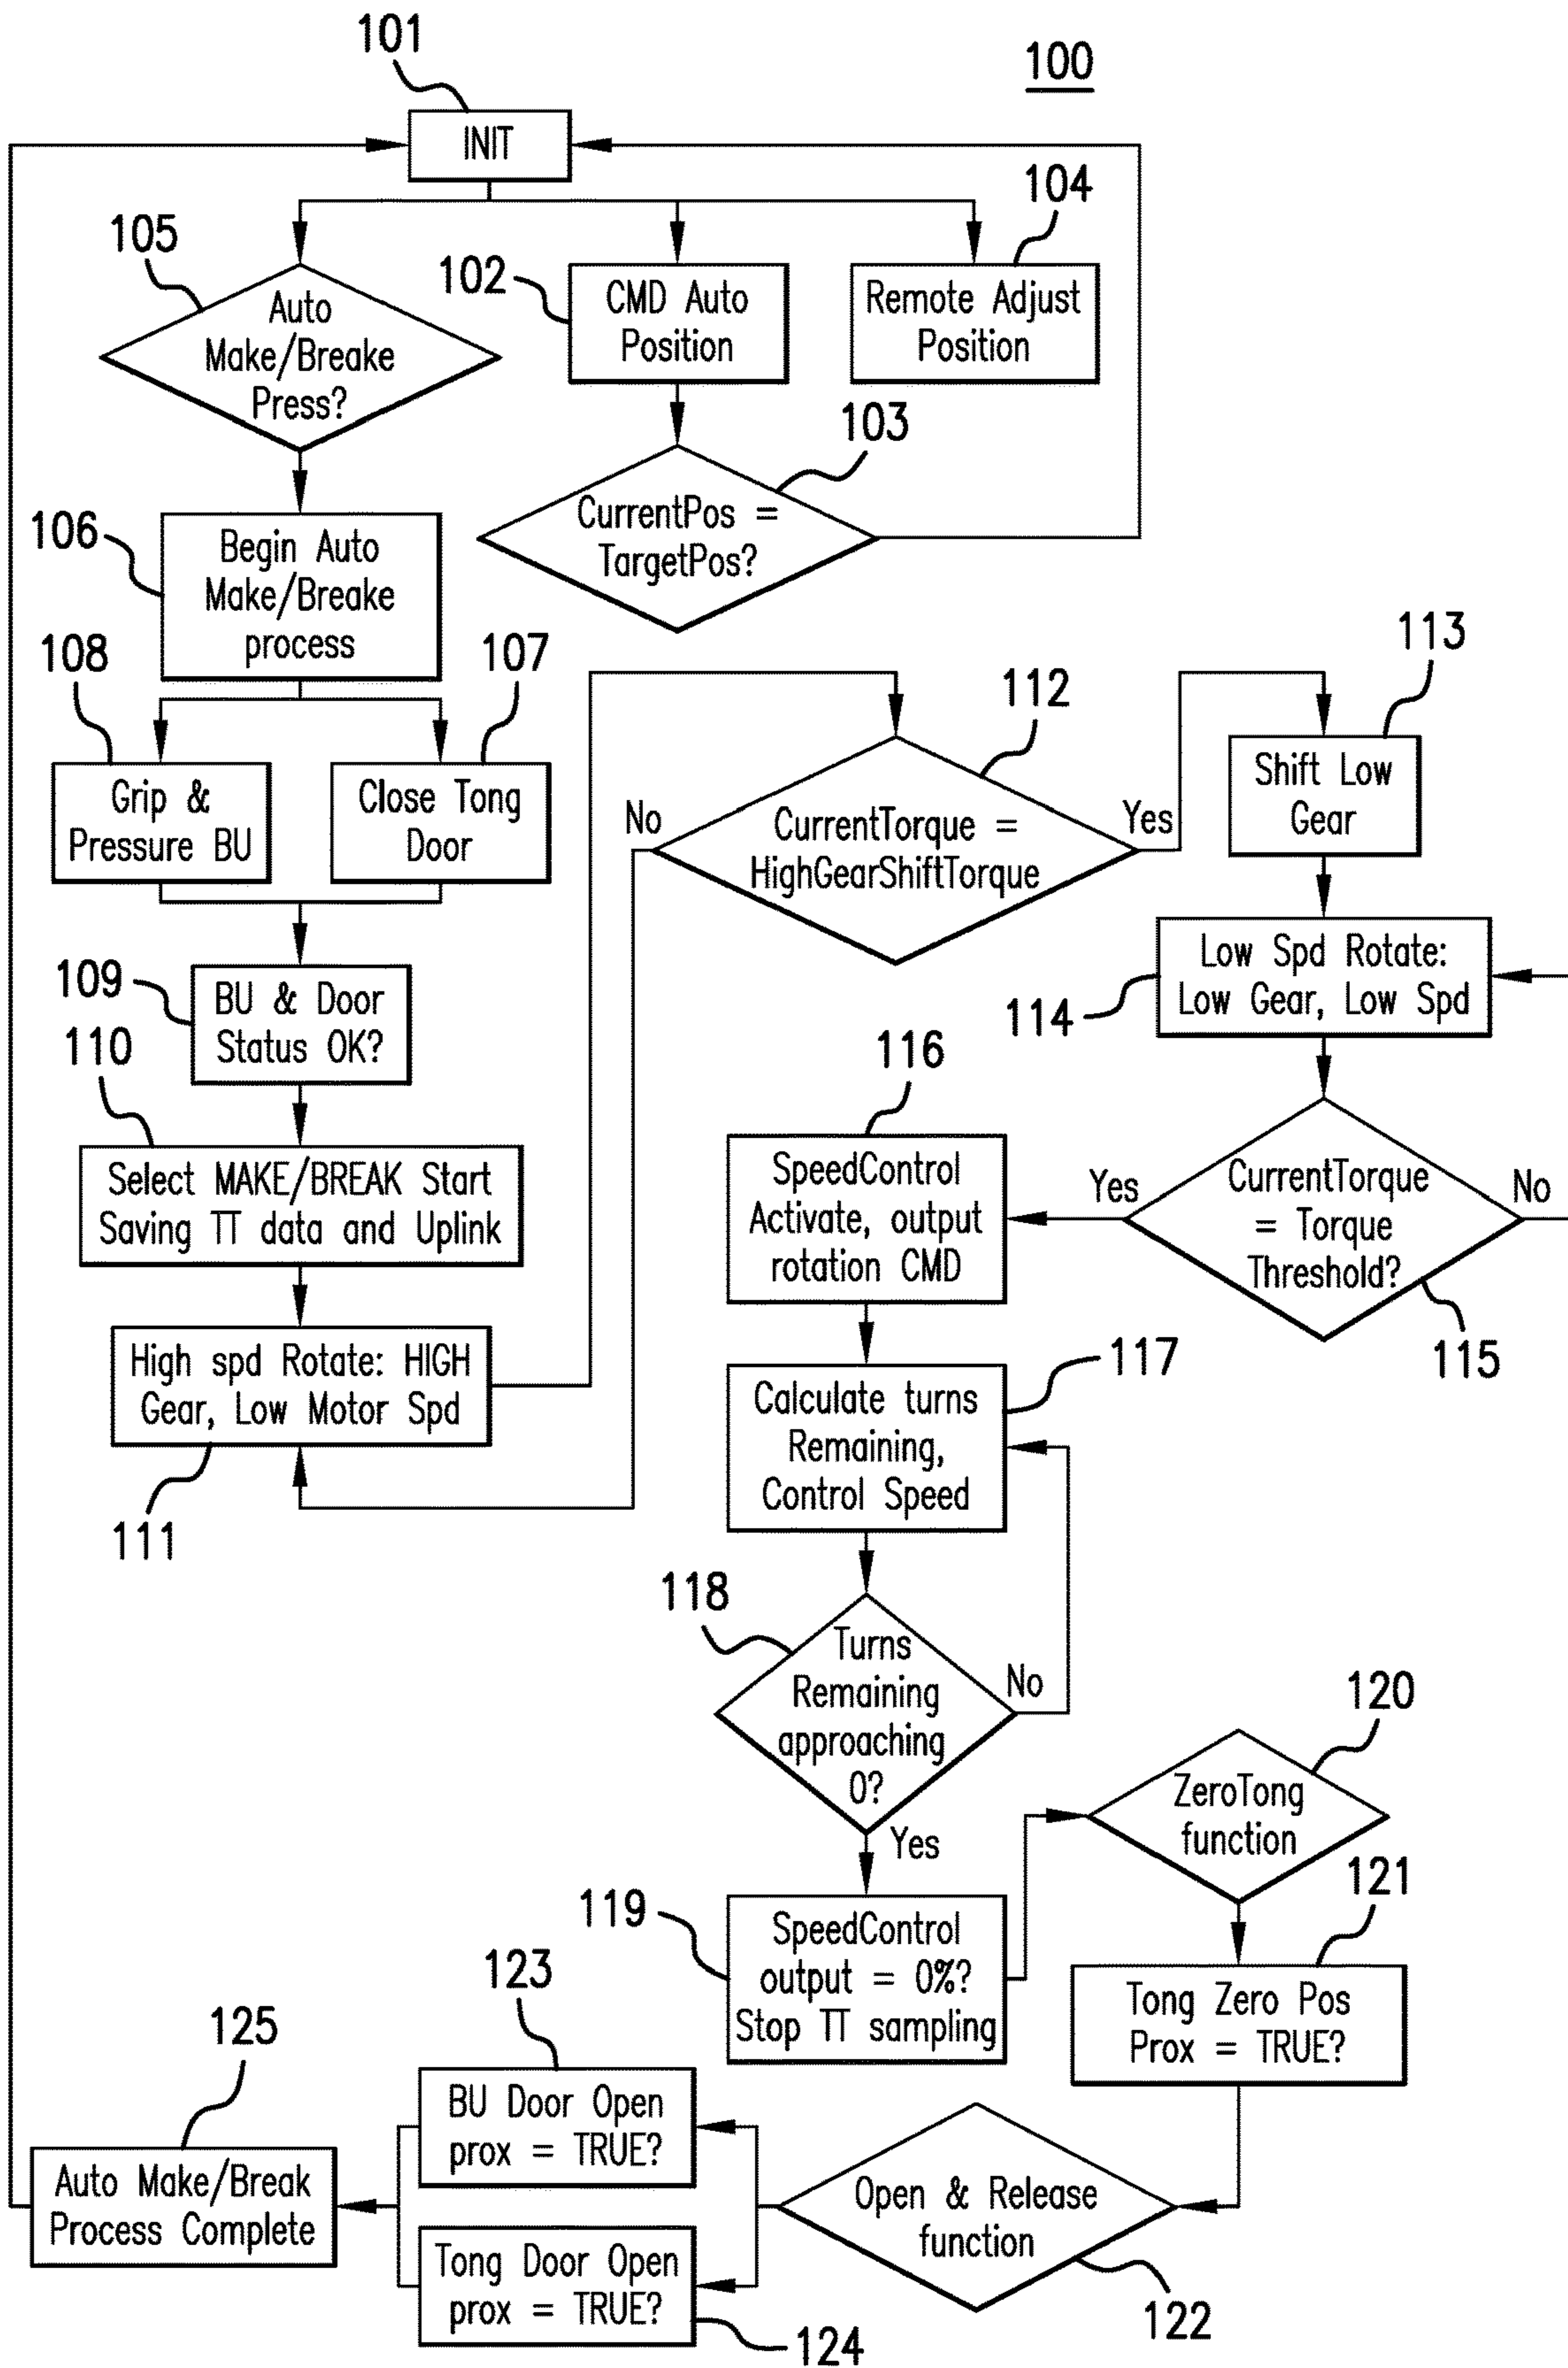 100
101
INIT
105
Auto
Make/Breake
Press?
102
CMD Auto
Position
104
Remote Adjust
Position
103
CurrentPos =
TargetPos?
106
Begin Auto
Make/Breake
process
108
Grip &
Pressure BU
107
Close Tong
Door
109
BU & Door
Status OK?
110
Select MAKE/BREAK Start
Saving TT data and Uplink
111
High spd Rotate: HIGH
Gear, Low Motor Spd
112
No
CurrentTorque =
HighGearShiftTorque
Yes
113
Shift Low
Gear
114
Low Spd Rotate:
Low Gear, Low Spd
115
Yes
CurrentTorque
= Torque
Threshold?
No
116
SpeedControl
Activate, output
rotation CMD
117
Calculate turns
Remaining,
Control Speed
118
Turns
Remaining
approaching
0?
No
Yes
119
SpeedControl
output = 0%?
Stop TT sampling
120
ZeroTong
function
121
Tong Zero Pos
Prox = TRUE?
122
Open & Release
function
123
BU Door Open
prox = TRUE?
124
Tong Door Open
prox = TRUE?
125
Auto Make/Break
Process Complete